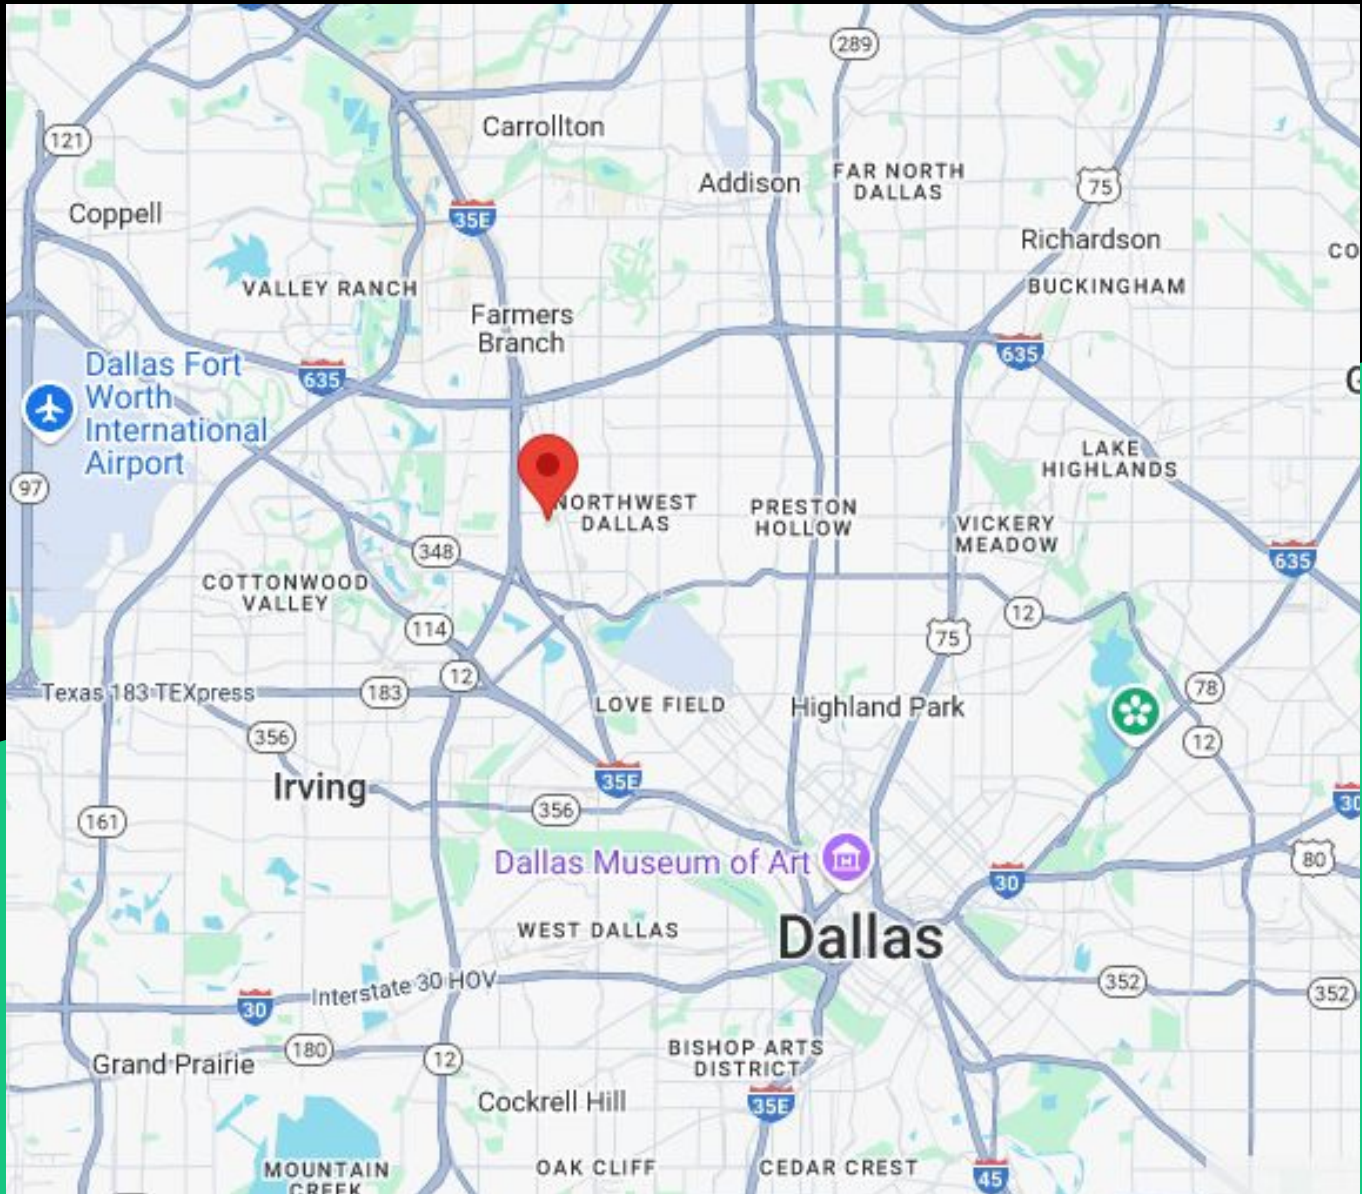 289
Carrollton
121
FAR NORTH
DALLAS
Addison
75
Coppell
35E
Richardson
CO
VALLEY RANCH
BUCKINGHAM
Farmers
Branch
635
635
Dallas Fort
Worth
International
Airport
G
LAKE
HIGHLANDS
97
NORTHWEST
DALLAS
PRESTON
HOLLOW
VICKERY
MEADOW
348
635
COTTONWOOD
VALLEY
12
114
75
12
Texas 183 TEXpress
183
78
LOVE FIELD
Highland Park
356
12
Irving
35E
356
30
161
Dallas Museum of Art
80
30
WEST DALLAS
Dallas
Interstate 30 HOV
352
352
30
180
BISHOP ARTS
DISTRICT
Grand Prairie
12
Cockrell Hill
35E
MOUNTAIN
CREEK
OAK CLIFF
CEDAR CREST
45